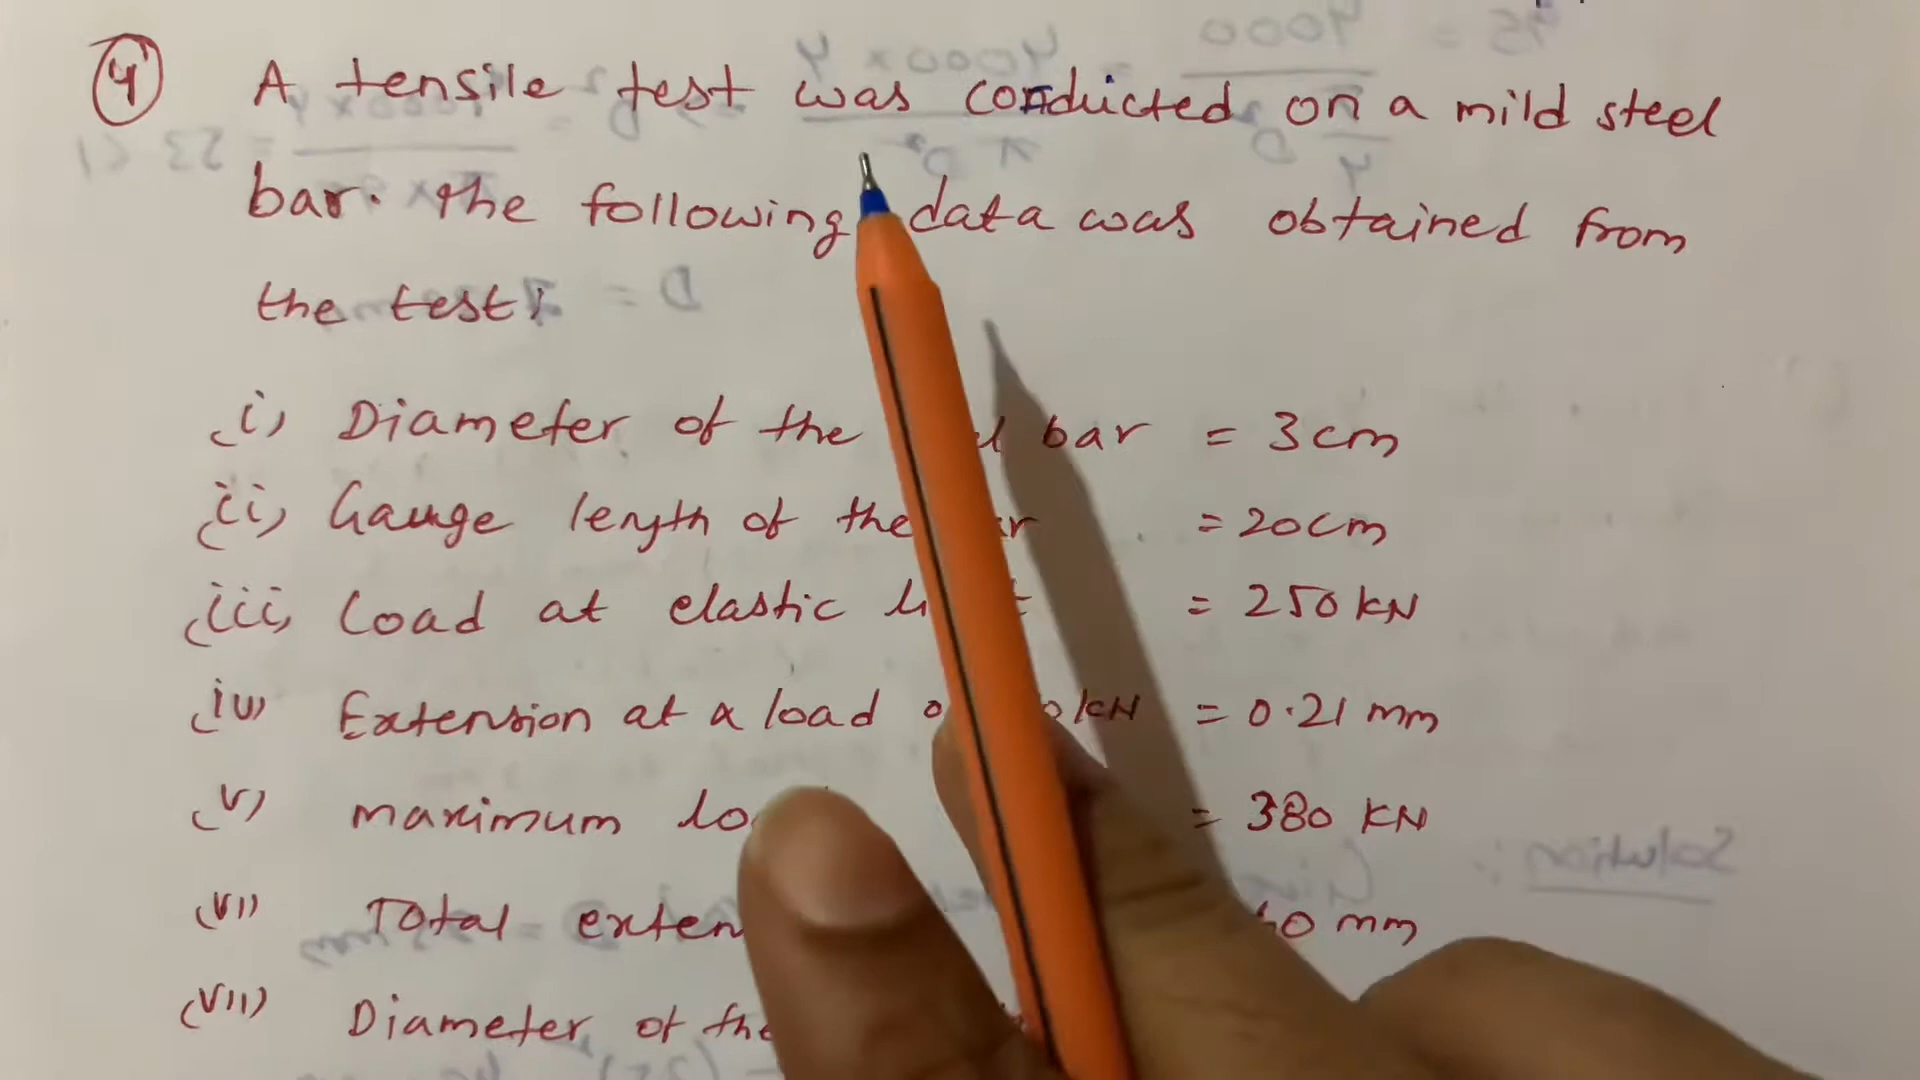 4
A tensile test was conducted on a mild steel
bar. the following data was obtained from
the test:
(i) Diameter of the bar = 3cm
(ii) Gauge length of the = 20cm
(iii) Load at elastic = 250 kN
(iv) Extension at a load kN = 0.21 mm
(v) maximum = 380 KN
(vi) Total mm
(vii) Diameter of the